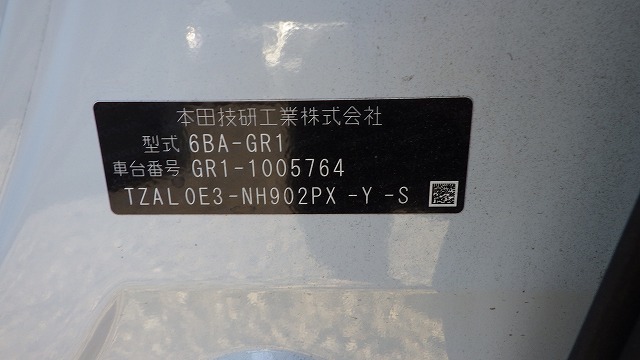 本田技研工業株式会社
型式 6BA-GR1
車台番号 GR1-1005764
TZAL0E3-NH902PX -Y -S